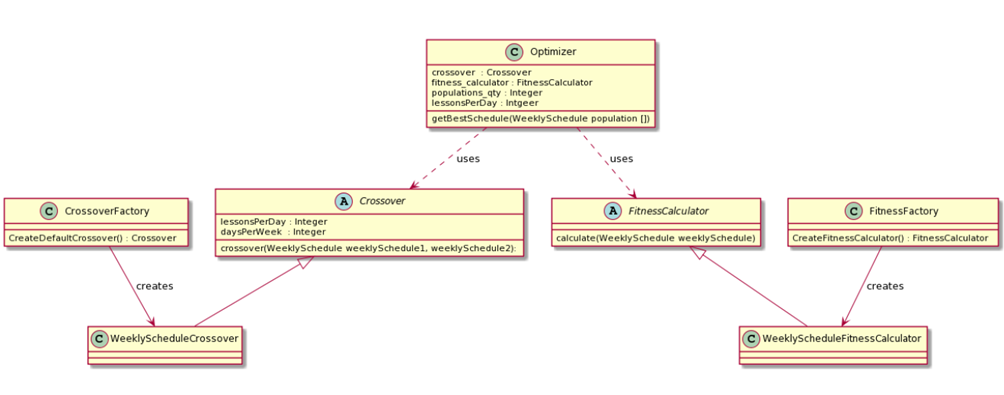 C Optimizer
crossover : Crossover
fitness_calculator : FitnessCalculator
populations_qty : Integer
lessonsPerDay : Intgeer
getBestSchedule(WeeklySchedule population [])
uses
uses
C CrossoverFactory
CreateDefaultCrossover() : Crossover
A Crossover
lessonsPerDay : Integer
daysPerWeek : Integer
crossover(WeeklySchedule weeklySchedule1, weeklySchedule2):
A FitnessCalculator
calculate(WeeklySchedule weeklySchedule)
C FitnessFactory
CreateFitnessCalculator() : FitnessCalculator
creates
creates
C WeeklyScheduleCrossover
C WeeklyScheduleFitnessCalculator